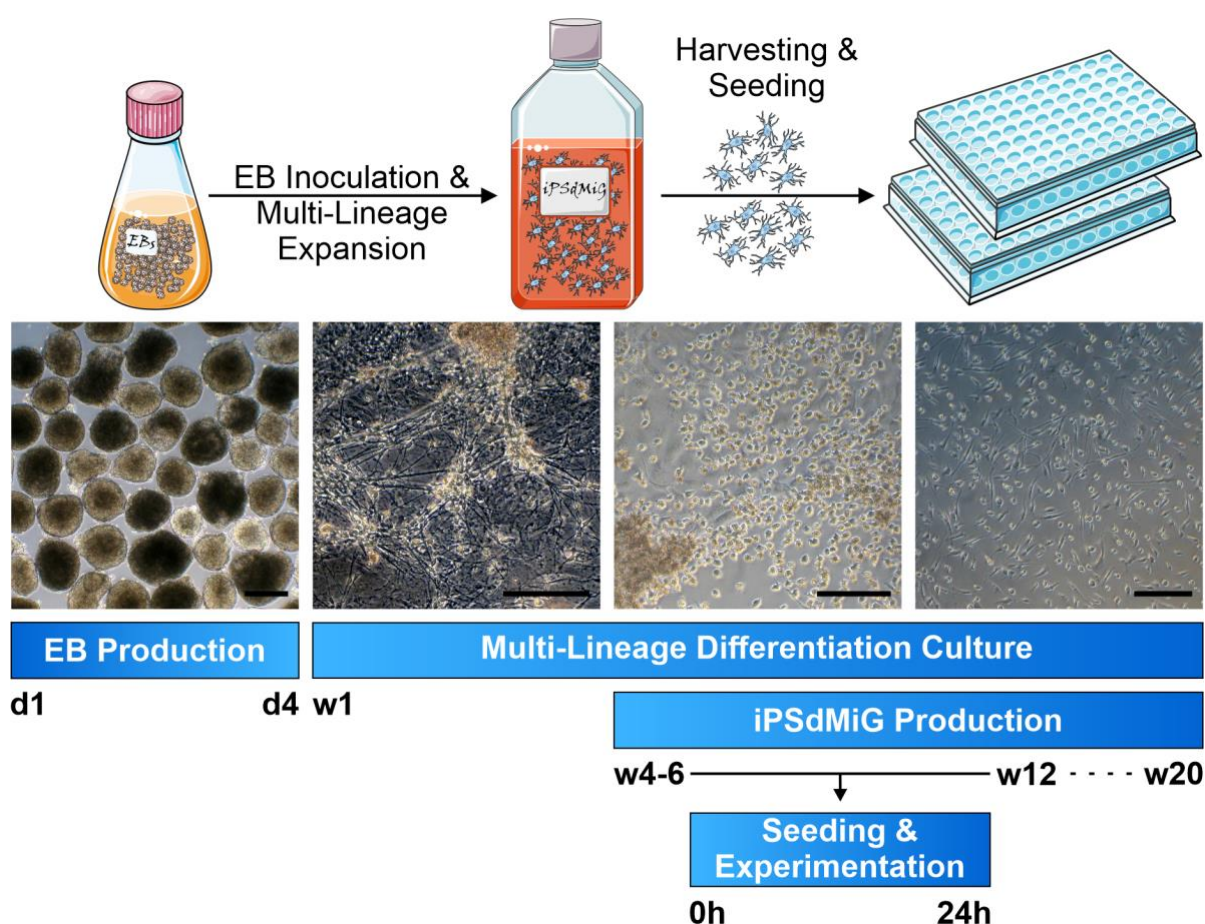 EB Inoculation &
Multi-Lineage
Expansion
Harvesting &
Seeding
EBs
iPSdMiG
EB Production
Multi-Lineage Differentiation Culture
d1
d4
w1
iPSdMiG Production
w4-6
w12
w20
Seeding &
Experimentation
0h
24h